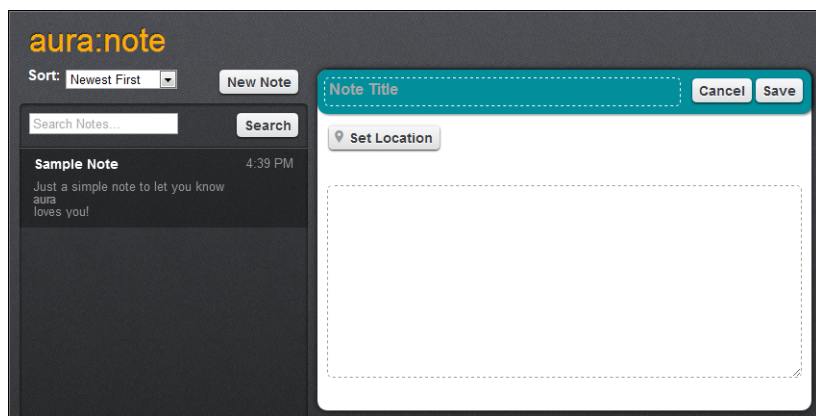 aura:note
Sort: Newest First New Note
Search Notes... Search
Sample Note 4:39 PM
Just a simple note to let you know
aura
loves you!
Note Title Cancel Save
Set Location